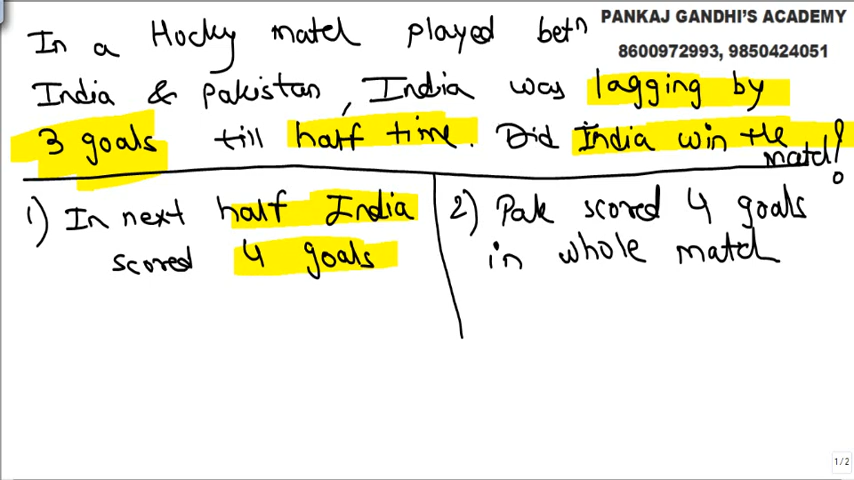 PANKAJ GANDHI'S ACADEMY
8600972993, 9850424051
In a Hocky match played betn
India & Pakistan, India was lagging by
3 goals till half time. Did India win the
match?
1) In next half India
scored 4 goals
2) Pak scored 4 goals
in whole match
1/2